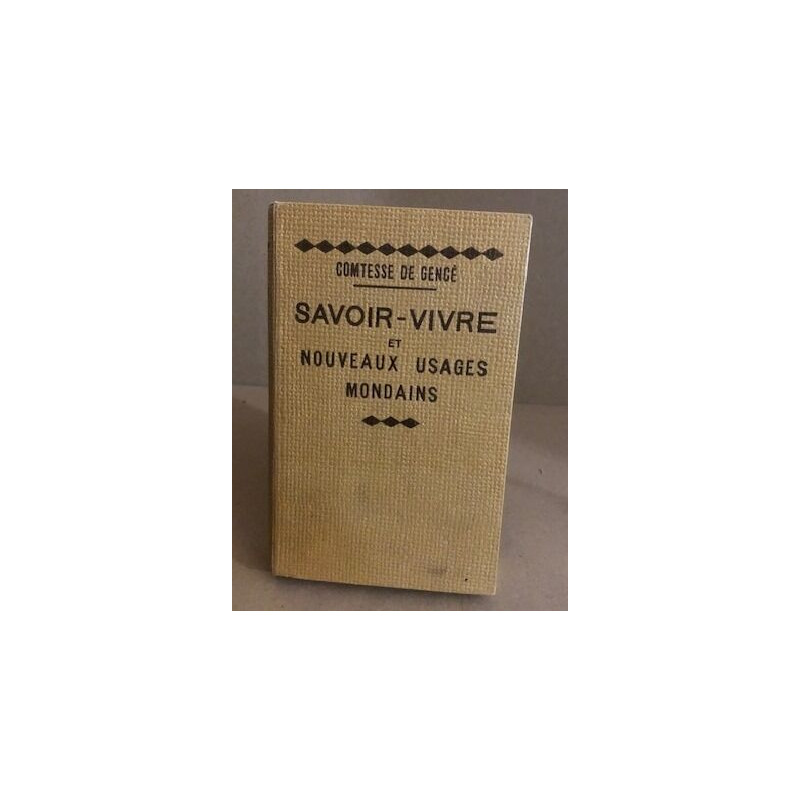 COMTESSE DE GENCÉ
SAVOIR-VIVRE
ET
NOUVEAUX USAGES
MONDAINS